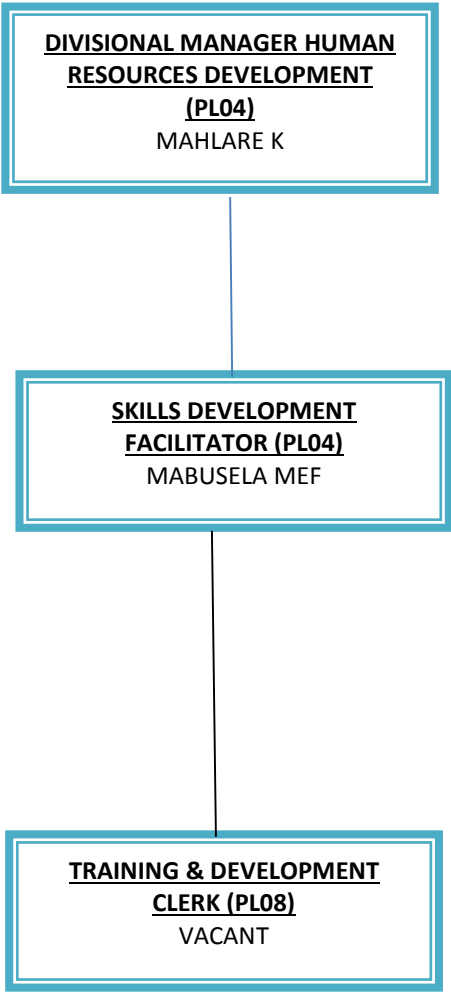 DIVISIONAL MANAGER HUMAN
RESOURCES DEVELOPMENT
(PL04)
MAHLARE K
SKILLS DEVELOPMENT
FACILITATOR (PL04)
MABUSELA MEF
TRAINING & DEVELOPMENT
CLERK (PL08)
VACANT